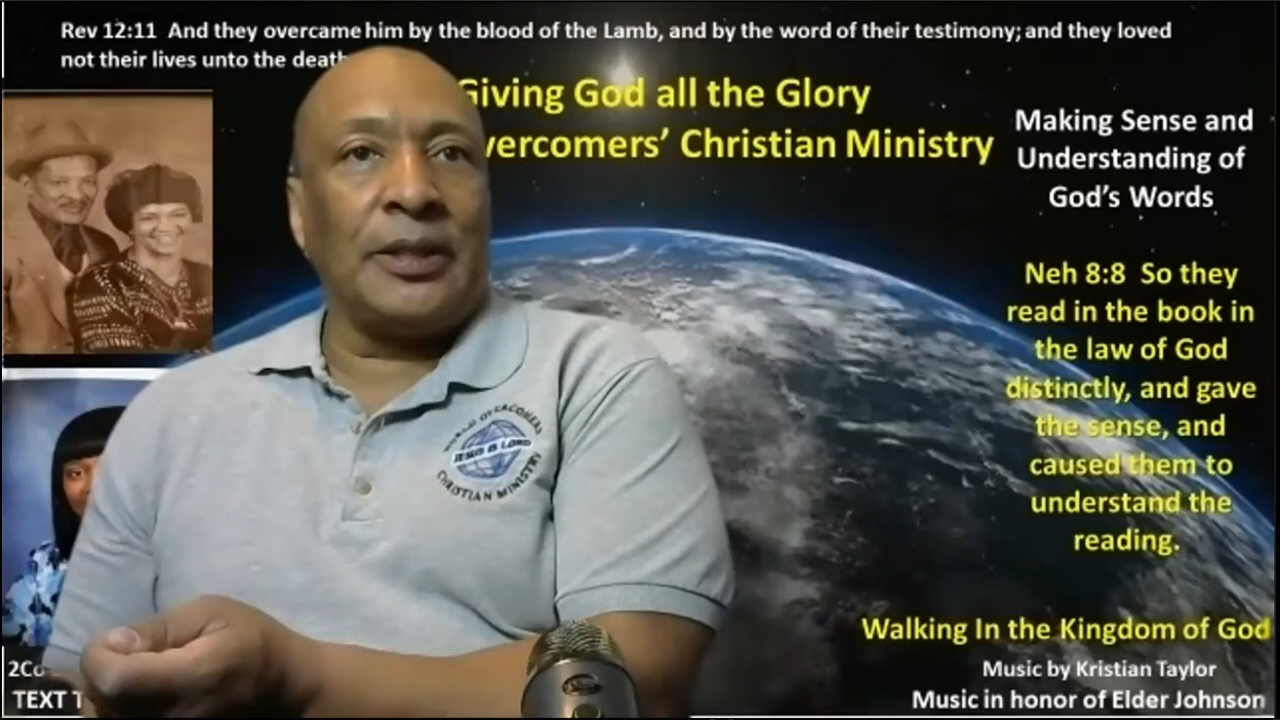 Rev 12:11 And they overcame him by the blood of the Lamb, and by the word of their testimony; and they loved
not their lives unto the death
Giving God all the Glory
vercomers’ Christian Ministry
Making Sense and
Understanding of
God’s Words
Neh 8:8 So they
read in the book in
the law of God
distinctly, and gave
the sense, and
caused them to
understand the
reading.
WORLD OVERCOMERS
JESUS IS LORD
CHRISTIAN MINISTRY
Walking In the Kingdom of God
Music by Kristian Taylor
Music in honor of Elder Johnson
2Co
TEXT T